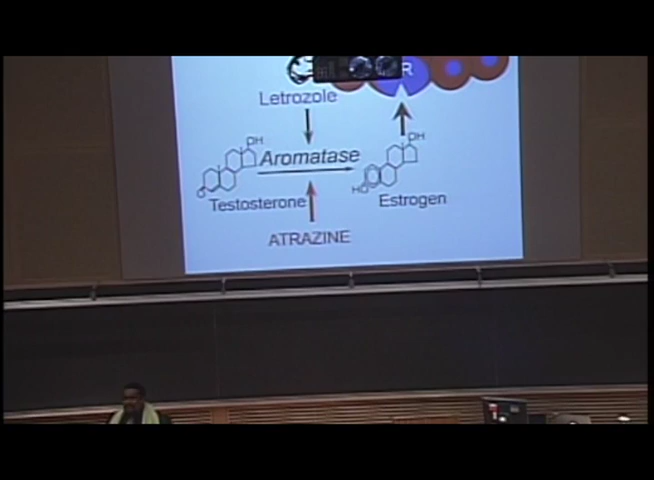 R
Letrozole
OH
OH
Aromatase
O
HO
Testosterone
Estrogen
ATRAZINE